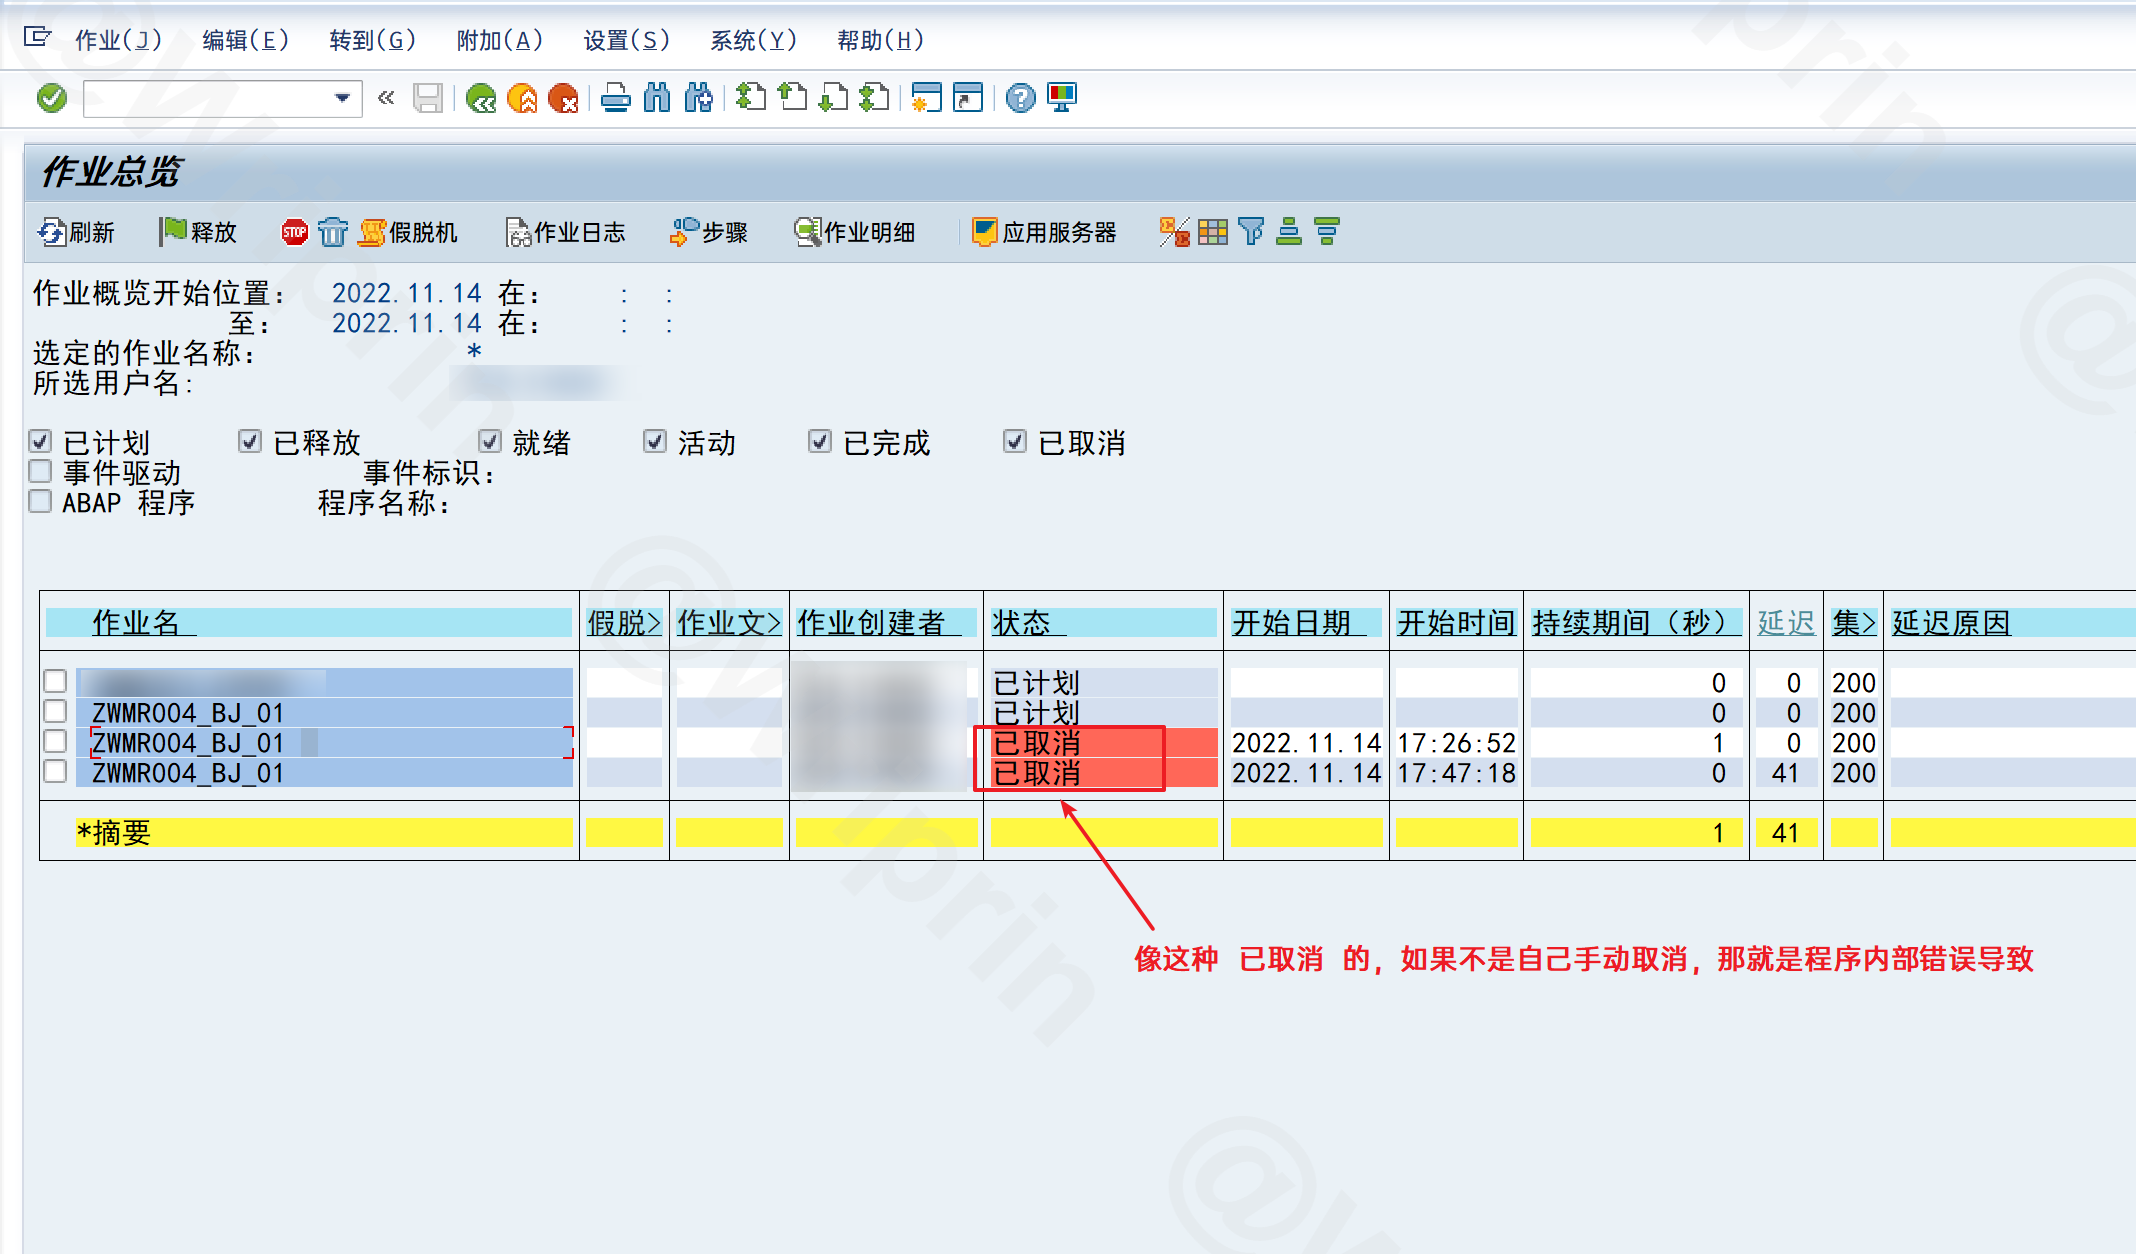 作业(J) 编辑(E) 转到(G) 附加(A) 设置(S) 系统(Y) 帮助(H)
作业总览
刷新 释放 STOP 假脱机 作业日志 步骤 作业明细 应用服务器
作业概览开始位置: 2022.11.14 在: : :
至: 2022.11.14 在: : :
选定的作业名称: *
所选用户名:
已计划 已释放 就绪 活动 已完成 已取消
事件驱动 事件标识:
ABAP 程序 程序名称:
作业名 假脱> 作业文> 作业创建者 状态 开始日期 开始时间 持续期间（秒） 延迟 集> 延迟原因
已计划 0 0 200
ZWMR004_BJ_01 已计划 0 0 200
ZWMR004_BJ_01 已取消 2022.11.14 17:26:52 1 0 200
ZWMR004_BJ_01 已取消 2022.11.14 17:47:18 0 41 200
*摘要 1 41
像这种 已取消 的，如果不是自己手动取消，那就是程序内部错误导致
@Wriprin